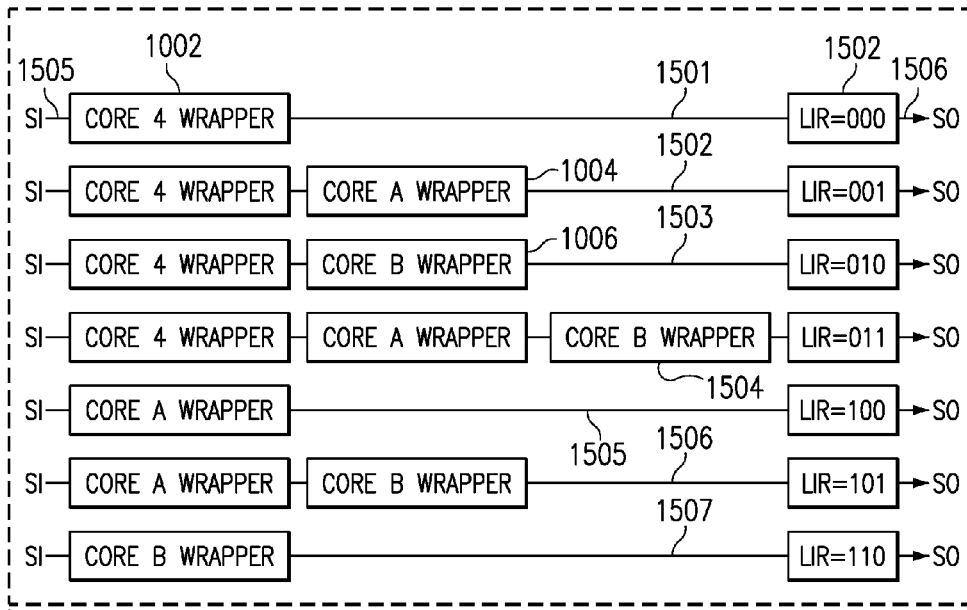 1002
1505
1501
1502
1506
SI
CORE 4 WRAPPER
LIR=000
SO
1004
1502
SI
CORE 4 WRAPPER
CORE A WRAPPER
LIR=001
SO
1006
1503
SI
CORE 4 WRAPPER
CORE B WRAPPER
LIR=010
SO
SI
CORE 4 WRAPPER
CORE A WRAPPER
CORE B WRAPPER
LIR=011
SO
1504
SI
CORE A WRAPPER
LIR=100
SO
1505
1506
SI
CORE A WRAPPER
CORE B WRAPPER
LIR=101
SO
1507
SI
CORE B WRAPPER
LIR=110
SO